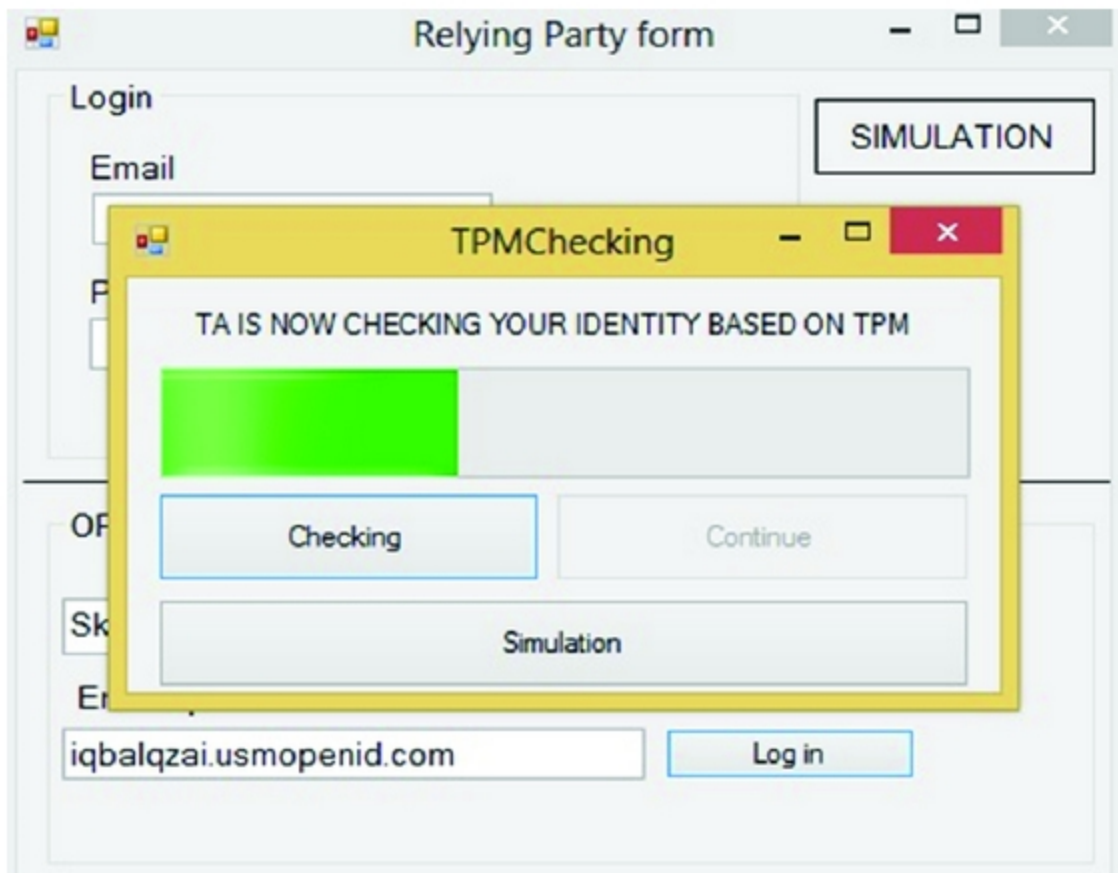 Relying Party form
Login
SIMULATION
Email
TPMChecking
TA IS NOW CHECKING YOUR IDENTITY BASED ON TPM
Checking
Continue
Simulation
iqbalqzai.usmopenid.com
Log in